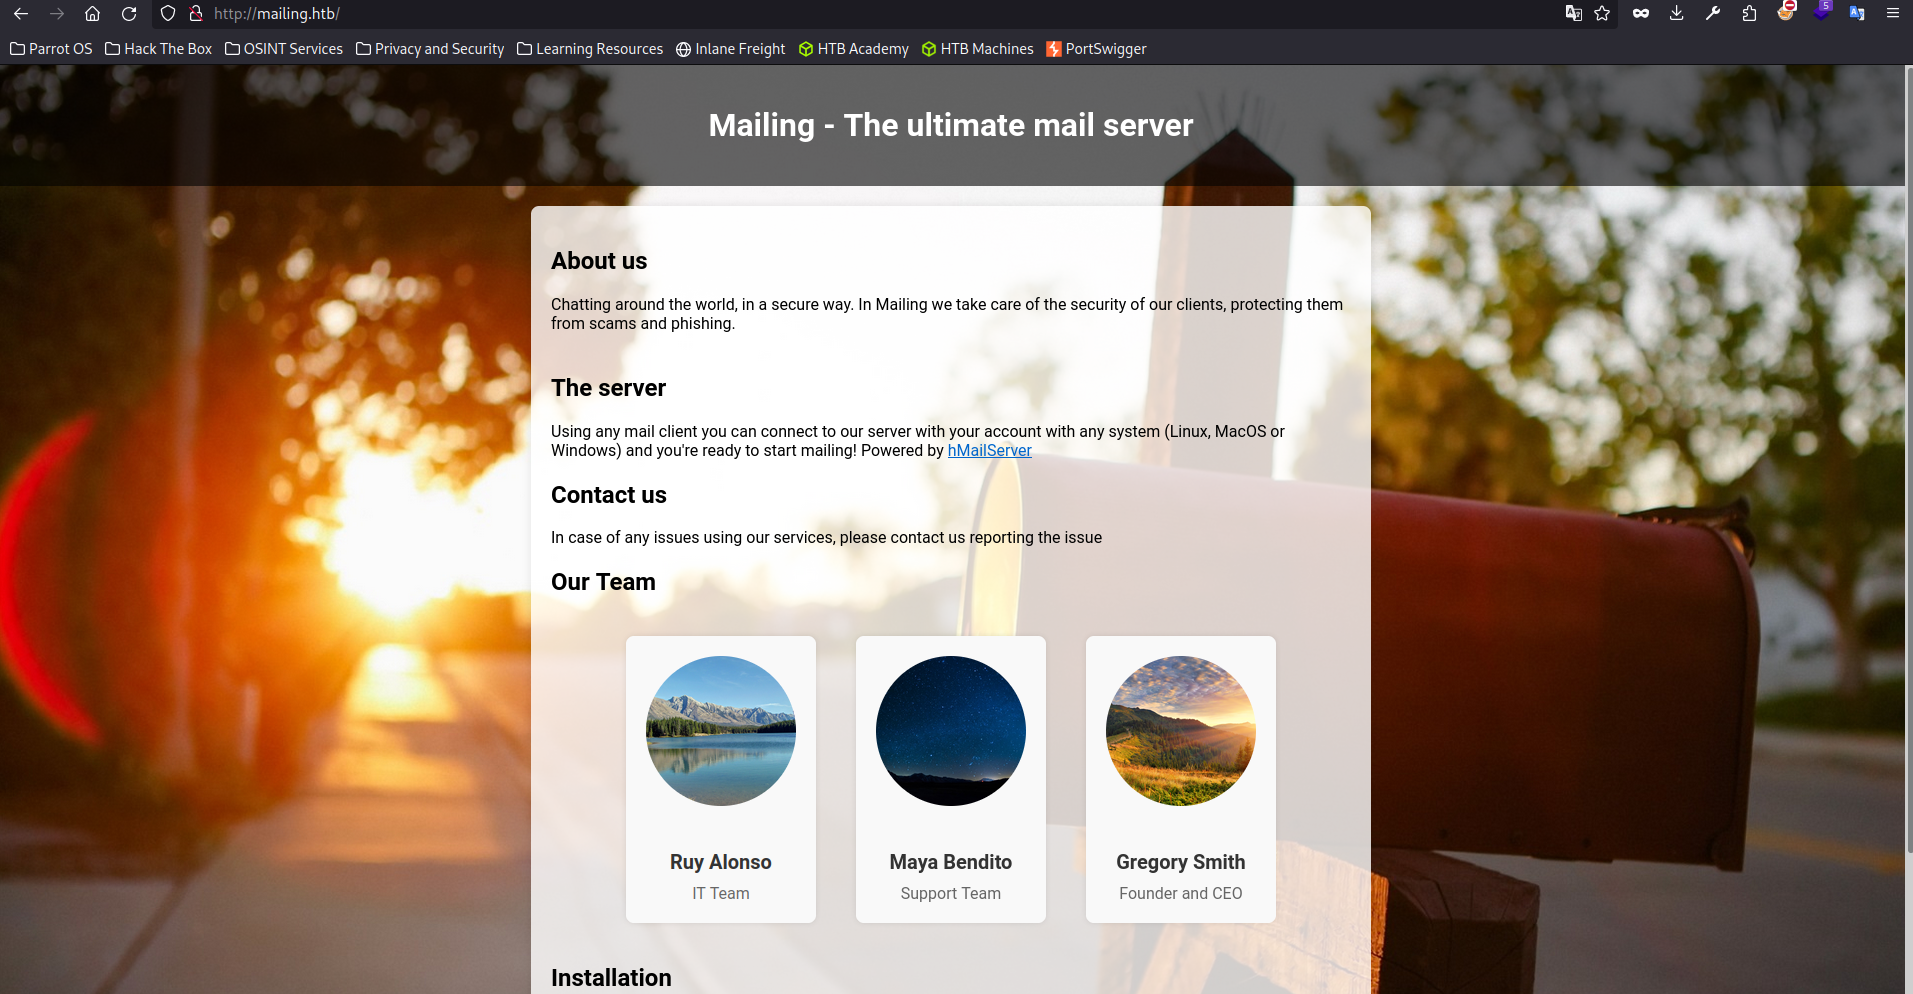 http://mailing.htb/
5
Parrot OS Hack The Box OSINT Services Privacy and Security Learning Resources Inlane Freight HTB Academy HTB Machines PortSwigger
Mailing - The ultimate mail server
About us
Chatting around the world, in a secure way. In Mailing we take care of the security of our clients, protecting them
from scams and phishing.
The server
Using any mail client you can connect to our server with your account with any system (Linux, MacOS or
Windows) and you're ready to start mailing! Powered by hMailServer
Contact us
In case of any issues using our services, please contact us reporting the issue
Our Team
Ruy Alonso
IT Team
Maya Bendito
Support Team
Gregory Smith
Founder and CEO
Installation